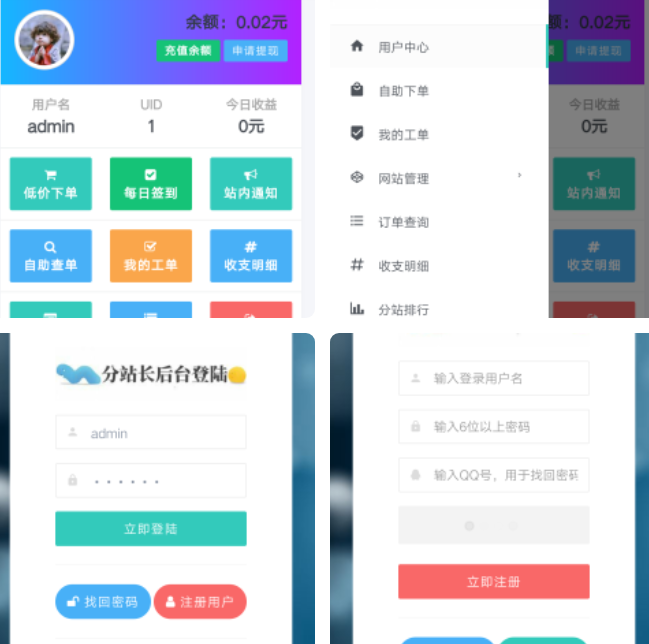 余额：0.02元
充值余额 申请提现
用户名 UID 今日收益
admin 1 0元
低价下单 每日签到 站内通知
自助查单 我的工单 收支明细
额：0.02元
申请提现
用户中心
自助下单
今日收益
我的工单
0元
网站管理
站内通知
订单查询
收支明细
收支明细
分站排行
分站长后台登陆
admin
立即登陆
找回密码 注册用户
输入登录用户名
输入6位以上密码
输入QQ号，用于找回密码
立即注册